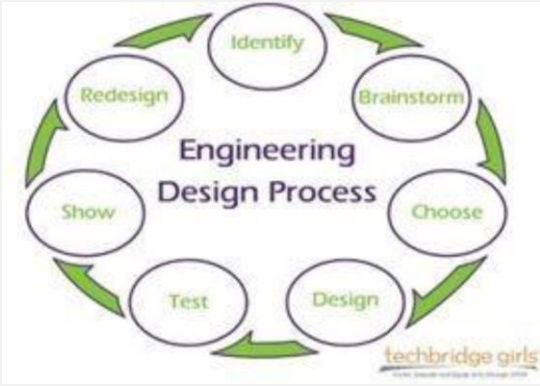 Identify
Brainstorm
Choose
Design
Test
Show
Redesign
Engineering
Design Process
techbridge girls